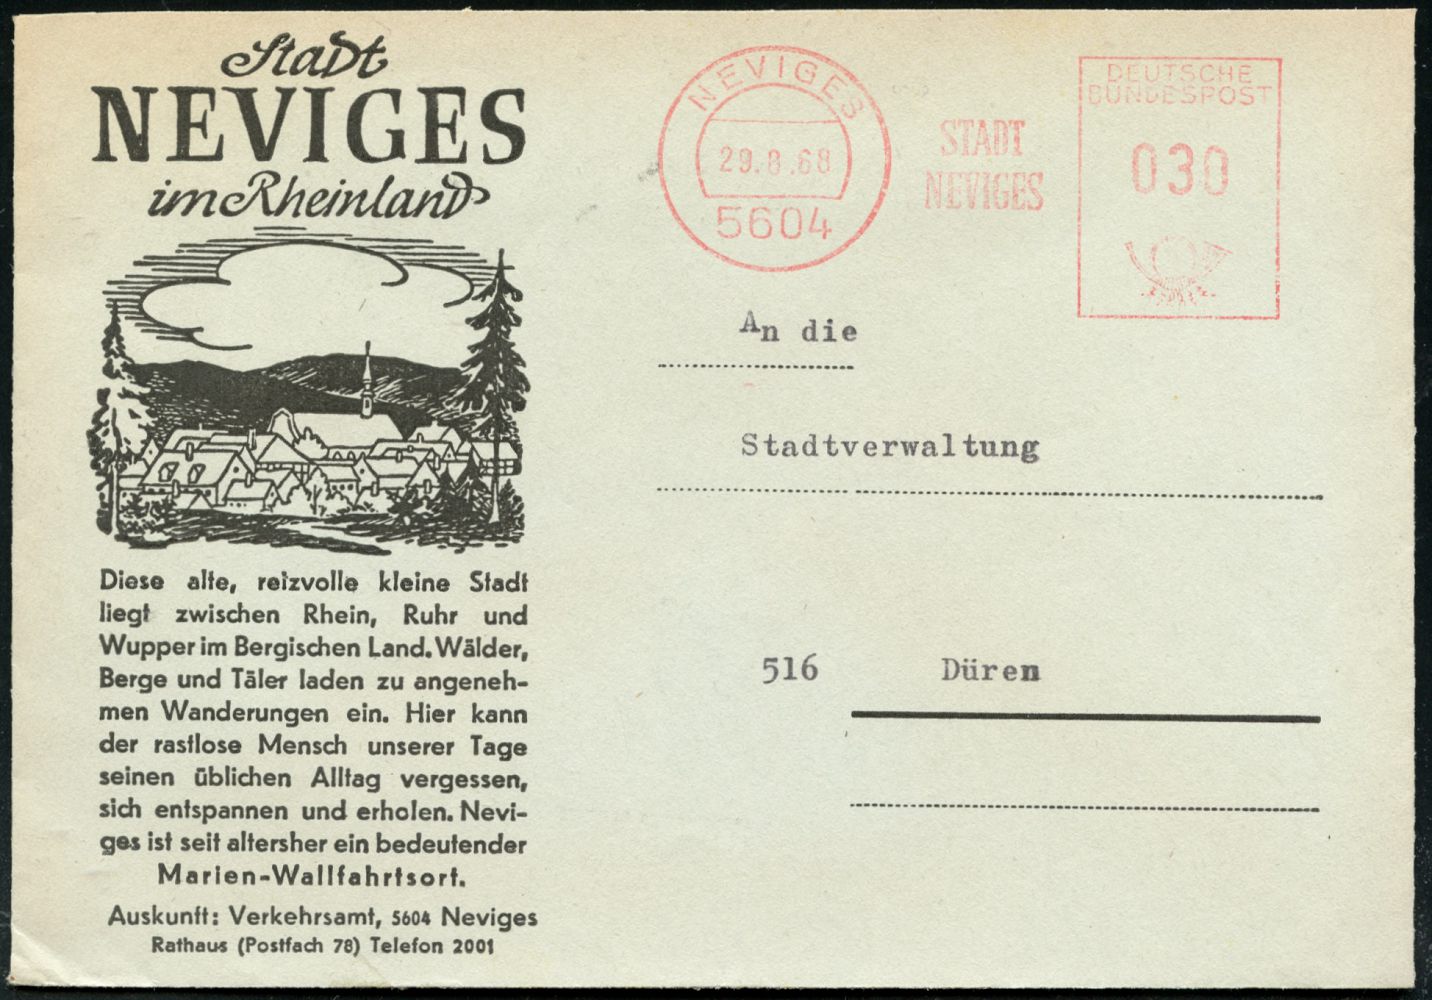 Stadt
NEVIGES
im Rheinland
Diese alte, reizvolle kleine Stadt
liegt zwischen Rhein, Ruhr und
Wupper im Bergischen Land. Wälder,
Berge und Täler laden zu angeneh-
men Wanderungen ein. Hier kann
der rastlose Mensch unserer Tage
seinen üblichen Alltag vergessen,
sich entspannen und erholen. Nevi-
ges ist seit altersher ein bedeutender
Marien-Wallfahrtsort.
Auskunft: Verkehrsamt, 5604 Neviges
Rathaus (Postfach 78) Telefon 2001
NEVIGES
29.8.68
5604
STADT
NEVIGES
DEUTSCHE
BUNDESPOST
030
An die
Stadtverwaltung
516 Düren